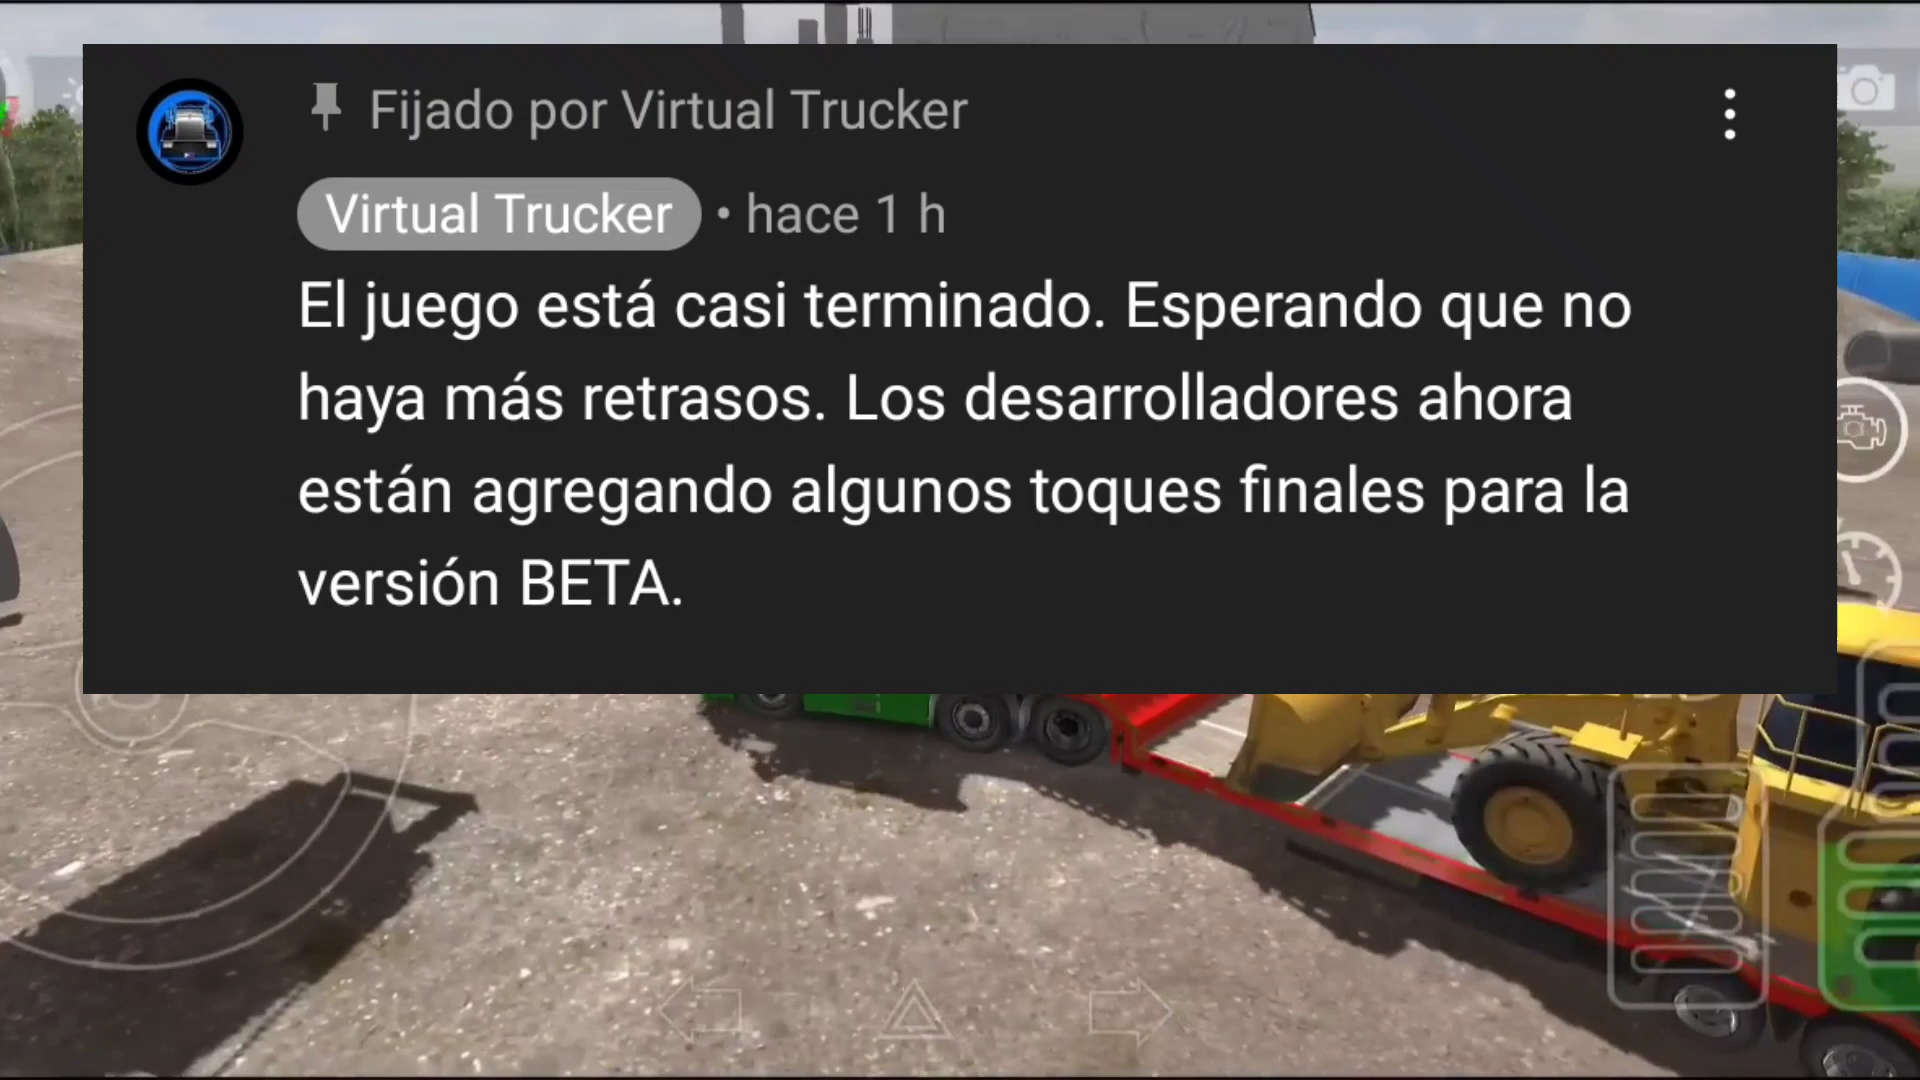 Fijado por Virtual Trucker
Virtual Trucker • hace 1 h
El juego está casi terminado. Esperando que no
haya más retrasos. Los desarrolladores ahora
están agregando algunos toques finales para la
versión BETA.